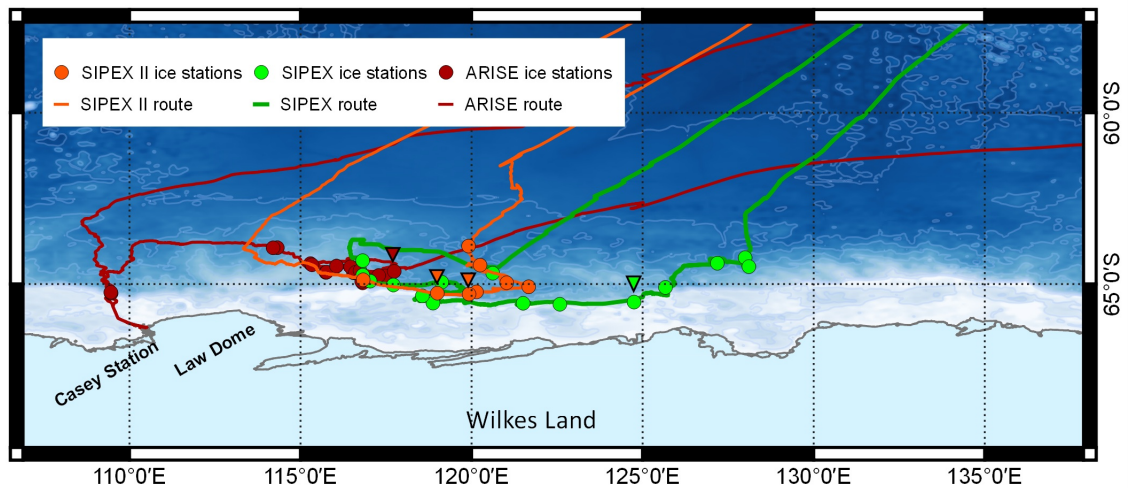 SIPEX II ice stations SIPEX ice stations ARISE ice stations
SIPEX II route SIPEX route ARISE route
60°0'S
65°0'S
Casey Station
Law Dome
Wilkes Land
110°0'E 115°0'E 120°0'E 125°0'E 130°0'E 135°0'E